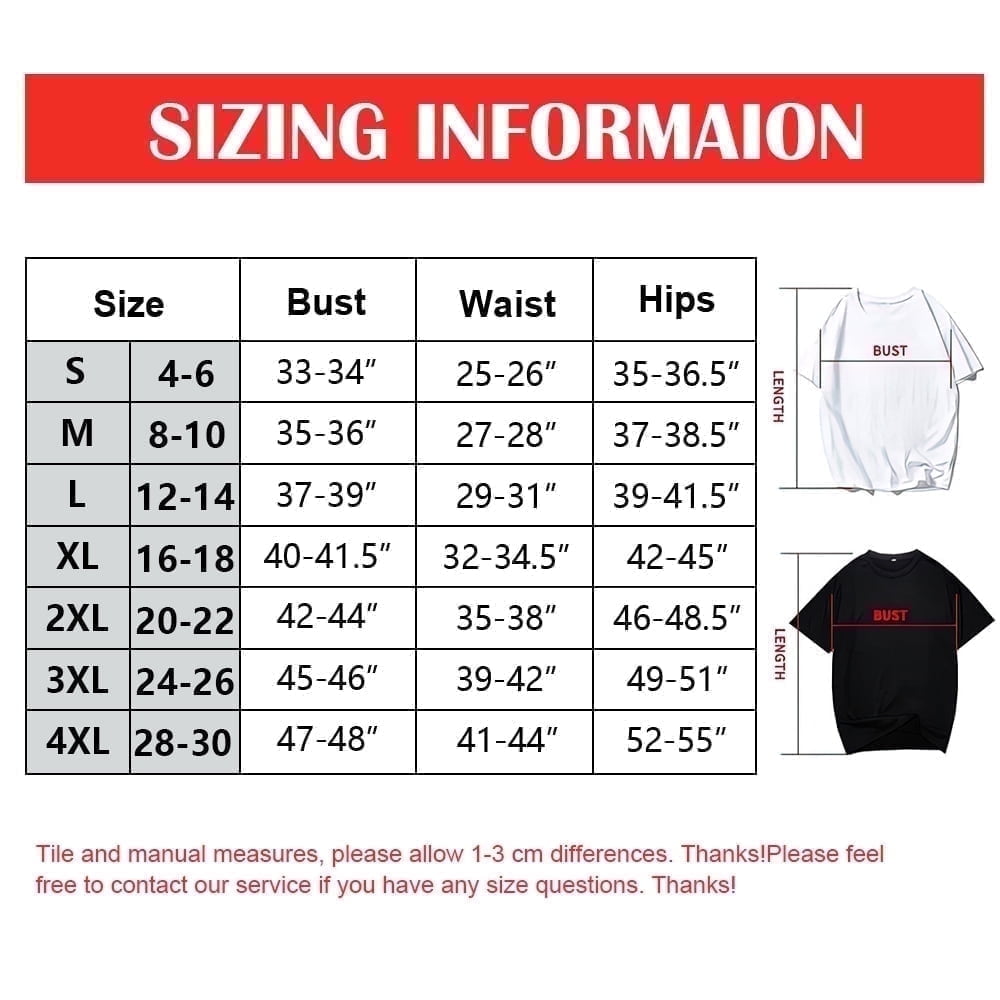 SIZING INFORMAION
Size Bust Waist Hips
S 4-6 33-34″ 25-26″ 35-36.5″
M 8-10 35-36″ 27-28″ 37-38.5″
L 12-14 37-39″ 29-31″ 39-41.5″
XL 16-18 40-41.5″ 32-34.5″ 42-45″
2XL 20-22 42-44″ 35-38″ 46-48.5″
3XL 24-26 45-46″ 39-42″ 49-51″
4XL 28-30 47-48″ 41-44″ 52-55″
BUST
LENGTH
BUST
LENGTH
Tile and manual measures, please allow 1-3 cm differences. Thanks!Please feel
free to contact our service if you have any size questions. Thanks!